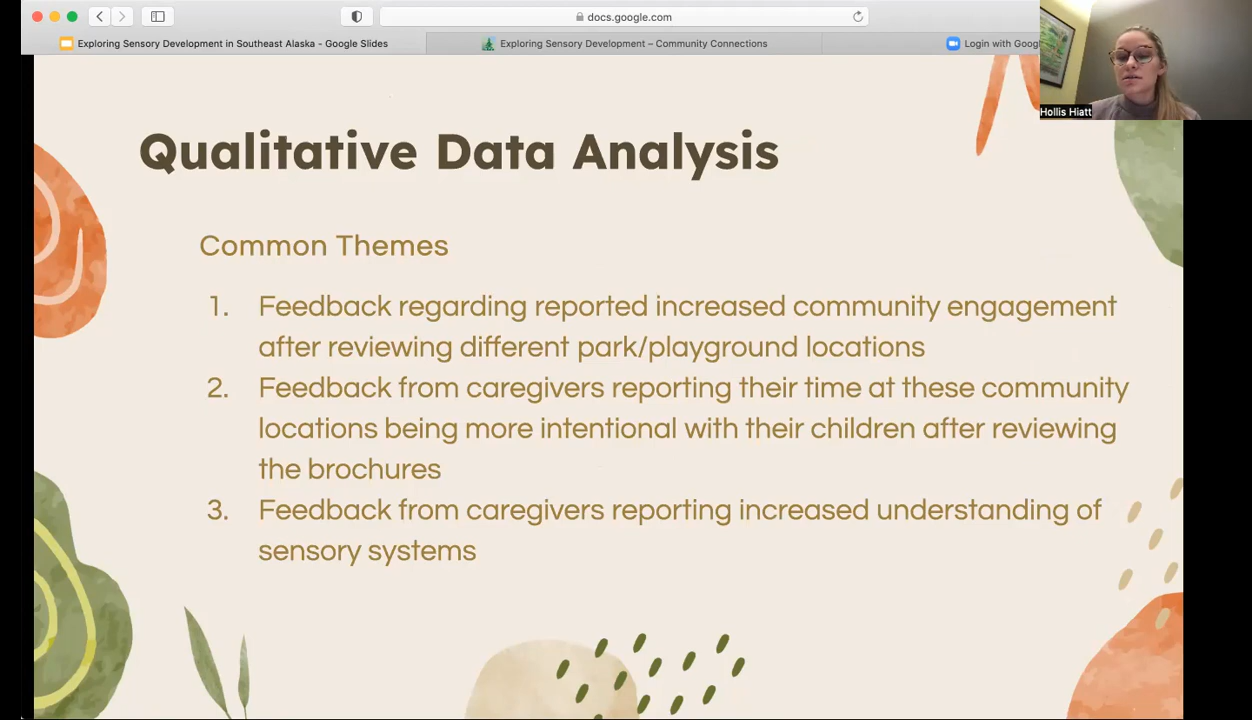 docs.google.com
Exploring Sensory Development in Southeast Alaska - Google Slides
Exploring Sensory Development – Community Connections
Login with Goog
Hollis Hiatt
Qualitative Data Analysis
Common Themes
1. Feedback regarding reported increased community engagement
after reviewing different park/playground locations
2. Feedback from caregivers reporting their time at these community
locations being more intentional with their children after reviewing
the brochures
3. Feedback from caregivers reporting increased understanding of
sensory systems